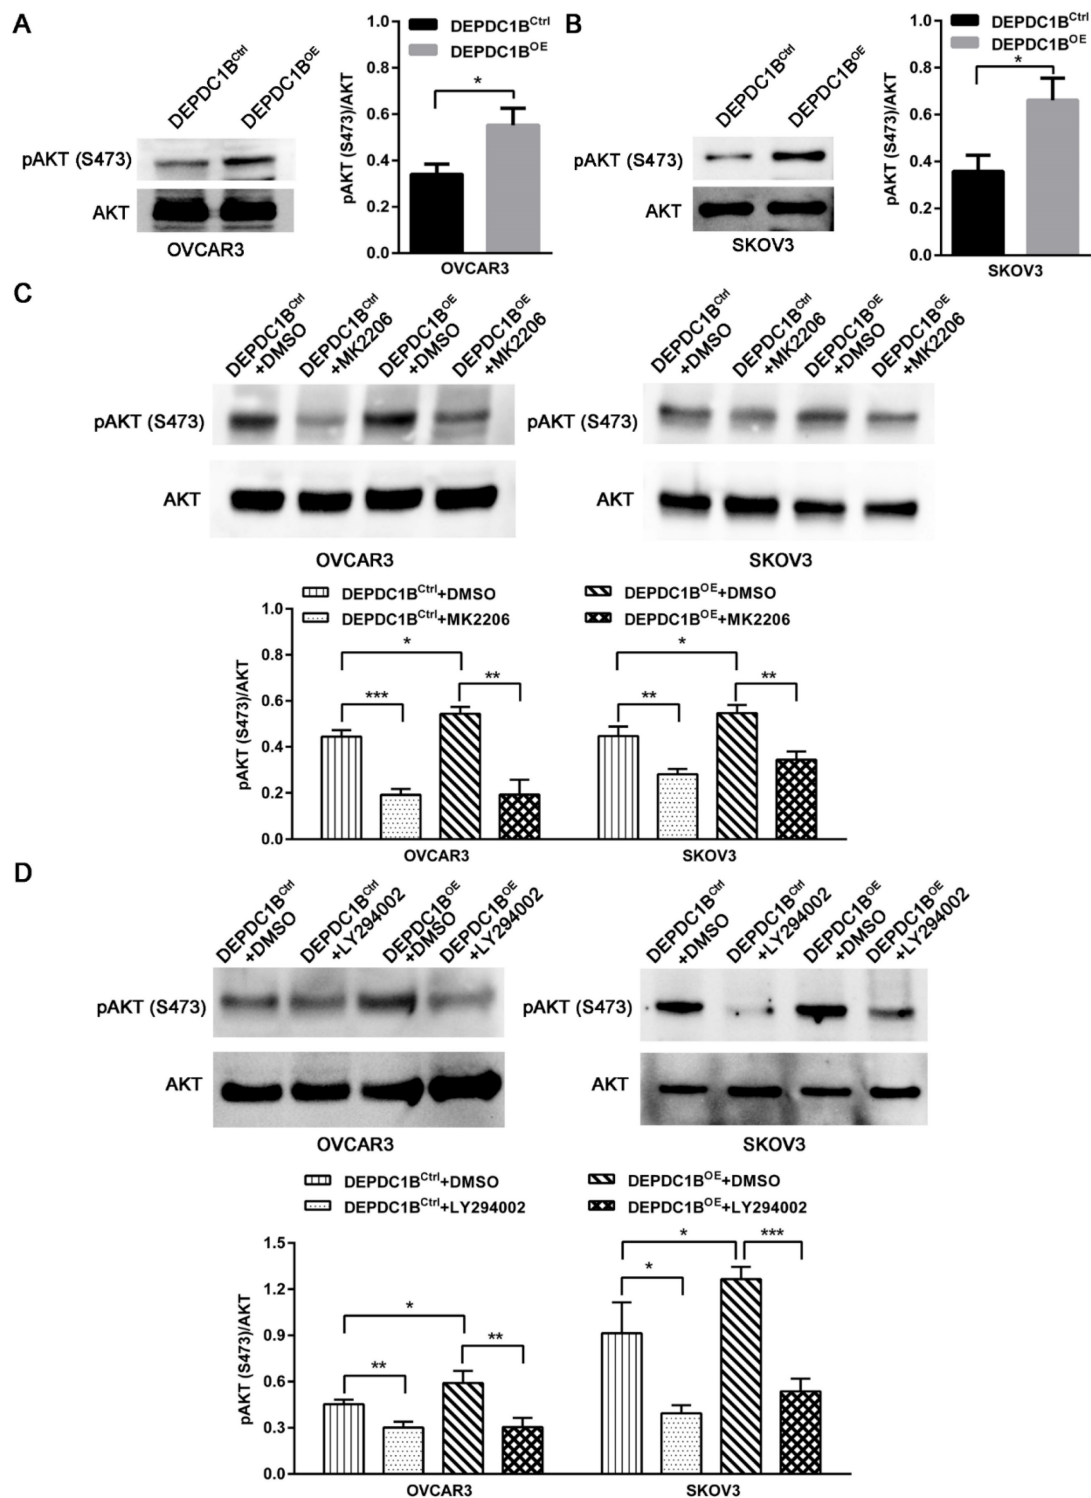 A
DEPDC1B^Ctrl
DEPDC1B^OE
pAKT (S473)
AKT
OVCAR3
DEPDC1B^Ctrl
DEPDC1B^OE
pAKT (S473)/AKT
1.0
0.8
0.6
0.4
0.2
0.0
*
OVCAR3
B
DEPDC1B^Ctrl
DEPDC1B^OE
pAKT (S473)
AKT
SKOV3
DEPDC1B^Ctrl
DEPDC1B^OE
pAKT (S473)/AKT
1.0
0.8
0.6
0.4
0.2
0.0
*
SKOV3
C
DEPDC1B^Ctrl
+DMSO
DEPDC1B^Ctrl
+MK2206
DEPDC1B^OE
+DMSO
DEPDC1B^OE
+MK2206
pAKT (S473)
AKT
OVCAR3
DEPDC1B^Ctrl
+DMSO
DEPDC1B^Ctrl
+MK2206
DEPDC1B^OE
+DMSO
DEPDC1B^OE
+MK2206
pAKT (S473)
AKT
SKOV3
DEPDC1B^Ctrl+DMSO
DEPDC1B^OE+DMSO
DEPDC1B^Ctrl+MK2206
DEPDC1B^OE+MK2206
pAKT (S473)/AKT
1.0
0.8
0.6
0.4
0.2
0.0
*
***
**
*
**
**
OVCAR3
SKOV3
D
DEPDC1B^Ctrl
+DMSO
DEPDC1B^Ctrl
+LY294002
DEPDC1B^OE
+DMSO
DEPDC1B^OE
+LY294002
pAKT (S473)
AKT
OVCAR3
DEPDC1B^Ctrl
+DMSO
DEPDC1B^Ctrl
+LY294002
DEPDC1B^OE
+DMSO
DEPDC1B^OE
+LY294002
pAKT (S473)
AKT
SKOV3
DEPDC1B^Ctrl+DMSO
DEPDC1B^OE+DMSO
DEPDC1B^Ctrl+LY294002
DEPDC1B^OE+LY294002
pAKT (S473)/AKT
1.5
1.2
0.9
0.6
0.3
0.0
*
**
**
*
*
***
OVCAR3
SKOV3